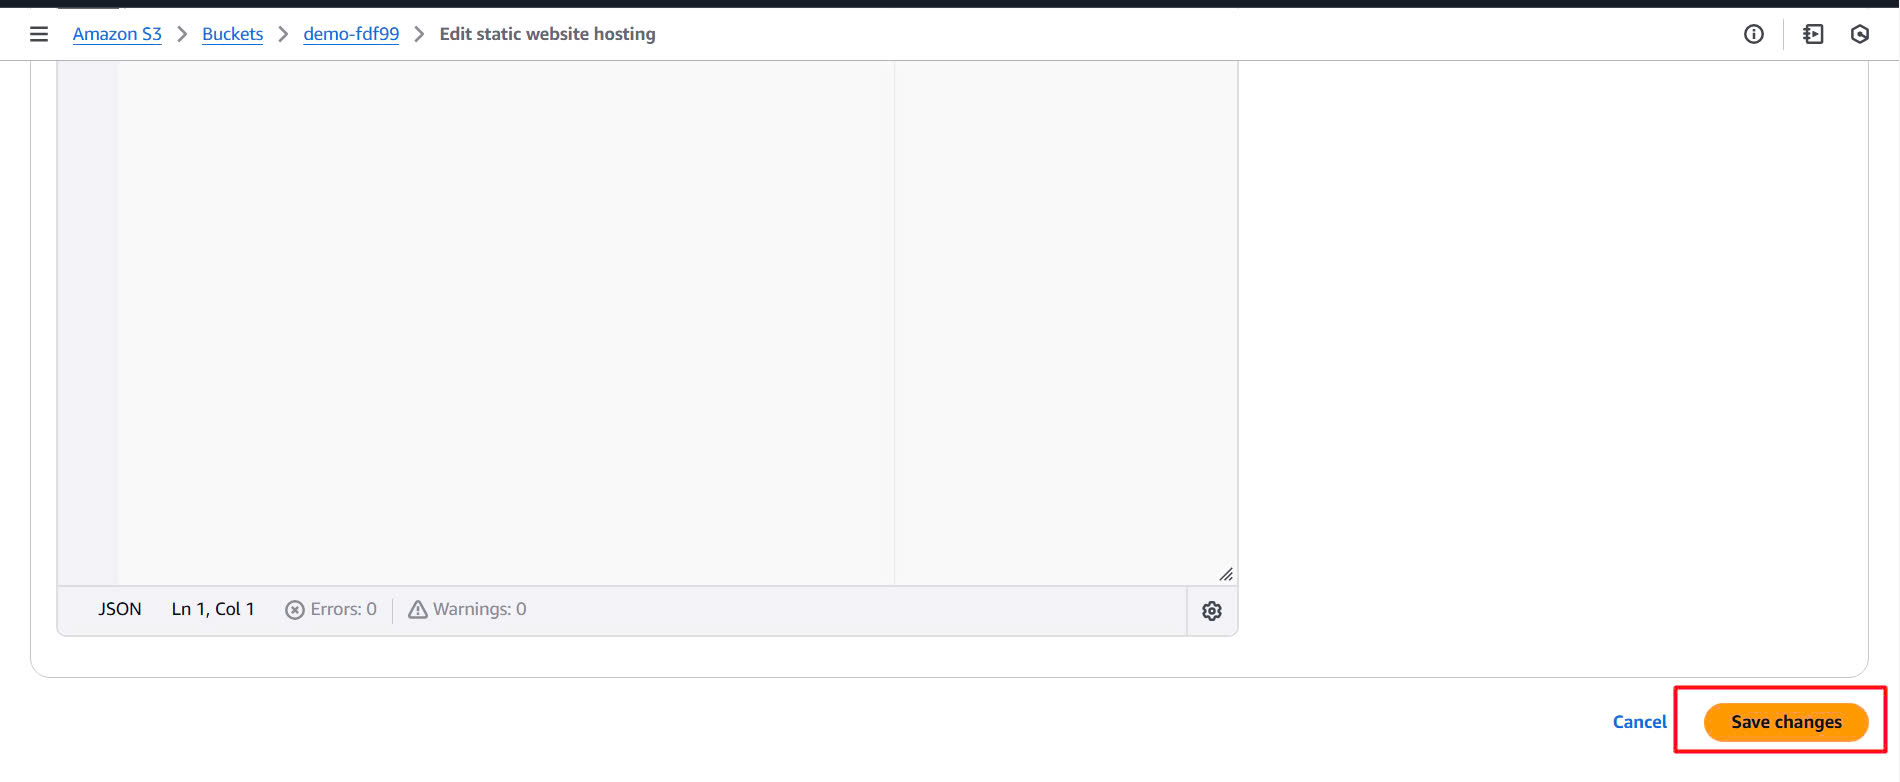 Amazon S3 > Buckets > demo-fdf99 > Edit static website hosting
JSON Ln 1, Col 1 Errors: 0 Warnings: 0
Cancel Save changes